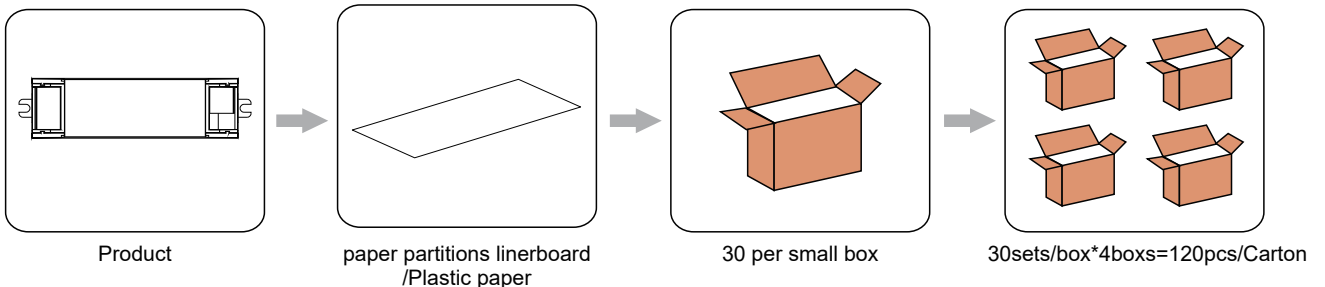 Product
paper partitions linerboard
/Plastic paper
30 per small box
30sets/box*4boxs=120pcs/Carton